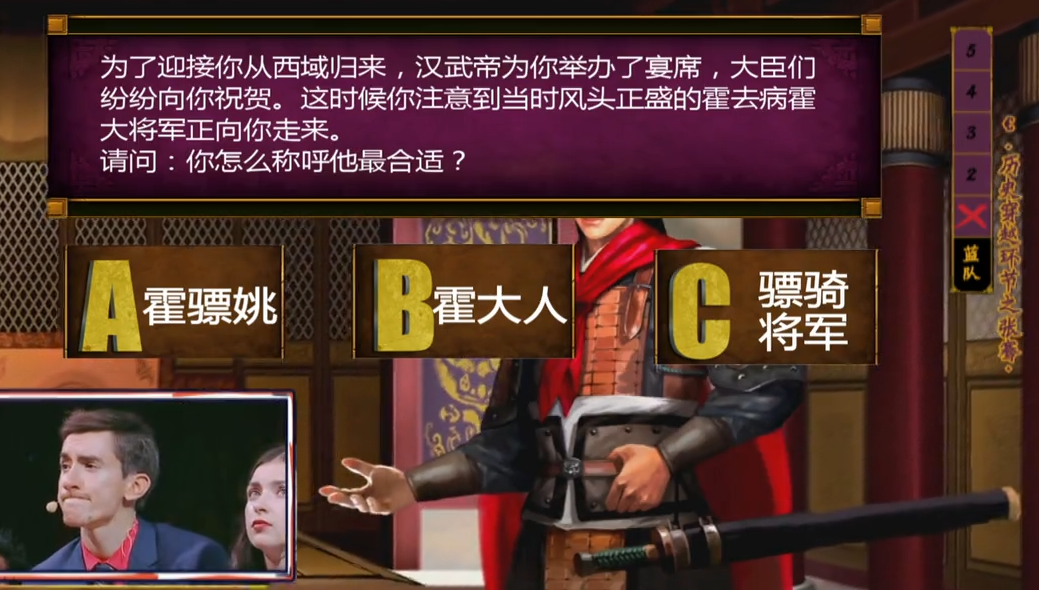 为了迎接你从西域归来，汉武帝为你举办了宴席，大臣们
纷纷向你祝贺。这时候你注意到当时风头正盛的霍去病霍
大将军正向你走来。
请问：你怎么称呼他最合适？
A 霍骠姚
B 霍大人
C 骠骑
将军
5
4
3
2
蓝队
历史穿越环节之张骞